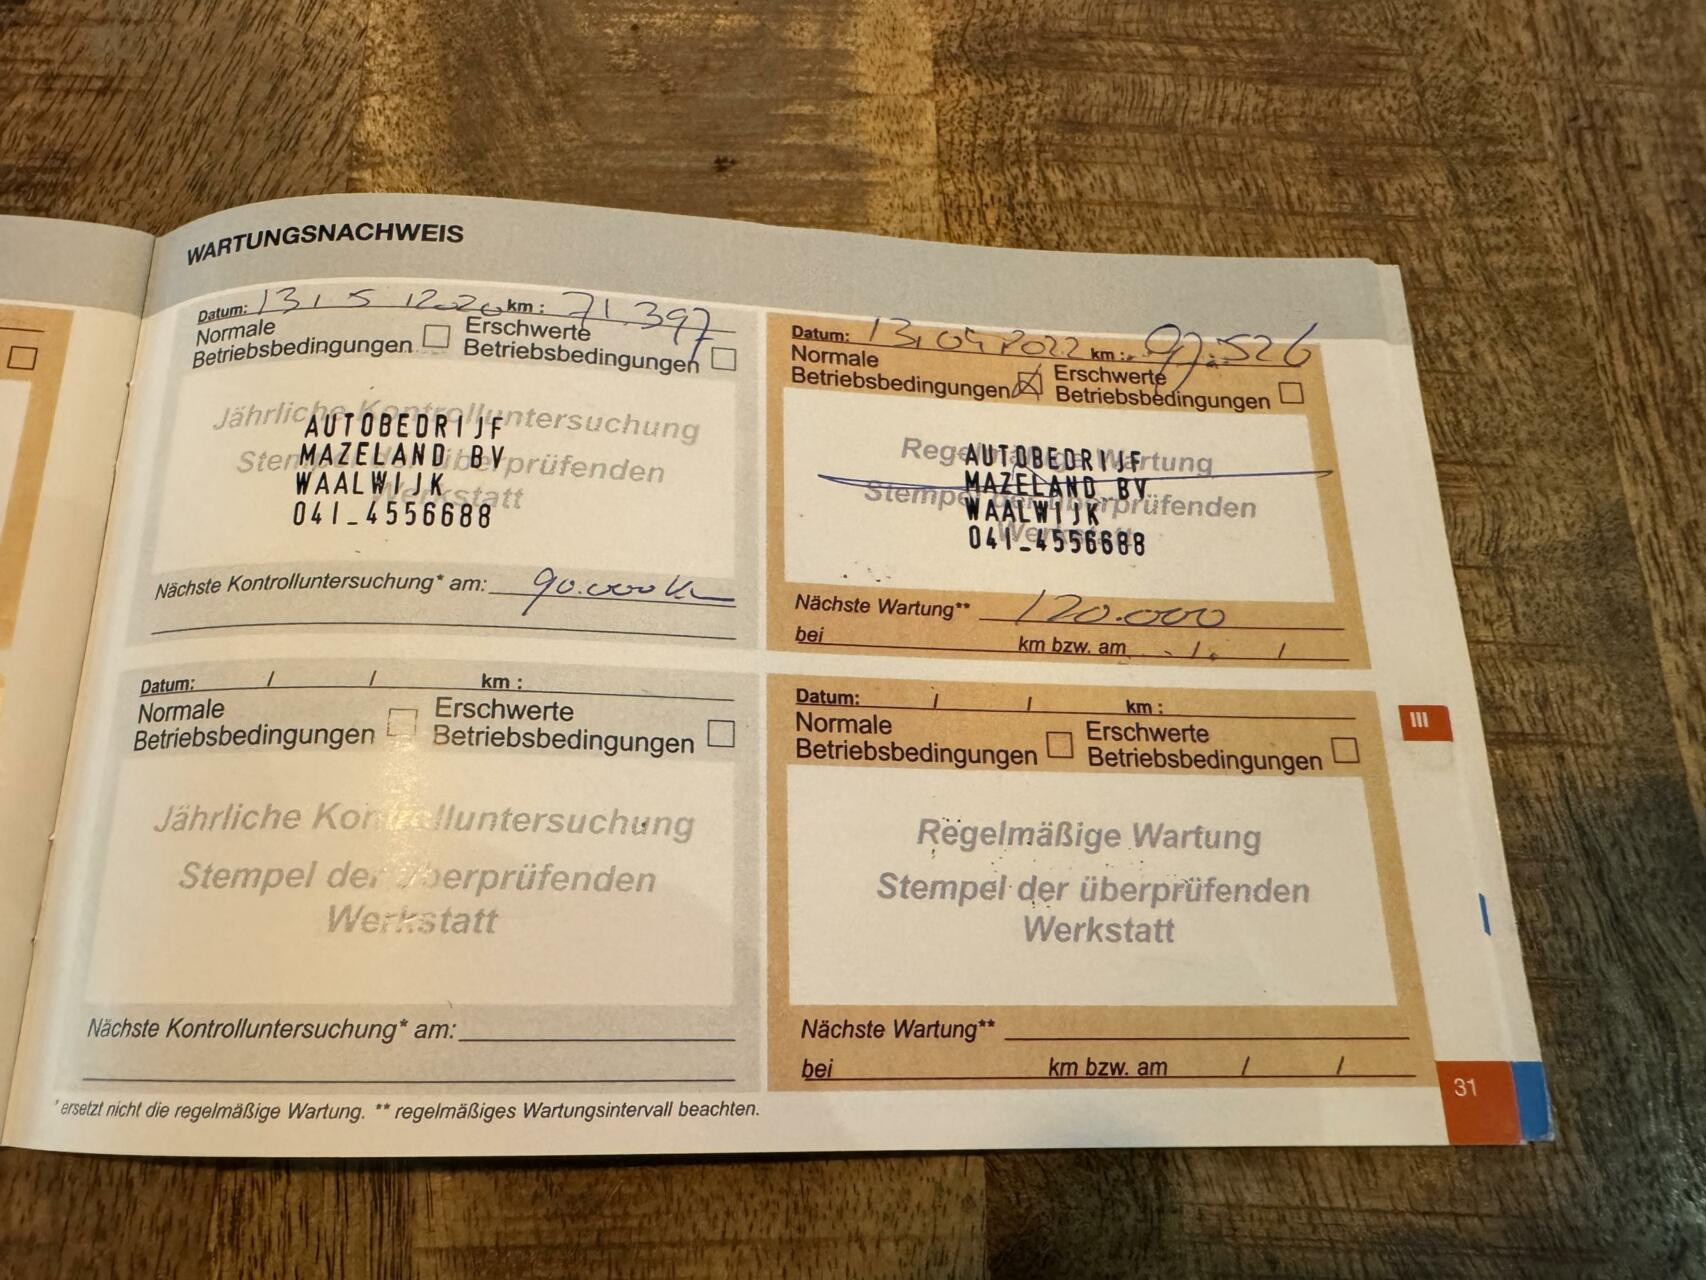 WARTUNGSNACHWEIS
Datum: 13 / 5 / 2020 km : 71.397
Normale Betriebsbedingungen
Erschwerte Betriebsbedingungen
Jährliche Kontrolluntersuchung
Stempel der überprüfenden
Werkstatt
AUTOBEDRIJF
MAZELAND BV
WAALWIJK
041-4556688
Nächste Kontrolluntersuchung* am: 90.000 Km
Datum: 13, 04 2022 km : 97.526
Normale Betriebsbedingungen
Erschwerte Betriebsbedingungen
Regelmäßige Wartung
Stempel der überprüfenden
Werkstatt
AUTOBEDRIJF
MAZELAND BV
WAALWIJK
041-4556688
Nächste Wartung** 120.000
bei km bzw. am / /
Datum: / / km :
Normale Betriebsbedingungen
Erschwerte Betriebsbedingungen
Jährliche Kontrolluntersuchung
Stempel der überprüfenden
Werkstatt
Nächste Kontrolluntersuchung* am:
Datum: / / km :
Normale Betriebsbedingungen
Erschwerte Betriebsbedingungen
Regelmäßige Wartung
Stempel der überprüfenden
Werkstatt
Nächste Wartung**
bei km bzw. am / /
III
* ersetzt nicht die regelmäßige Wartung. ** regelmäßiges Wartungsintervall beachten.
31